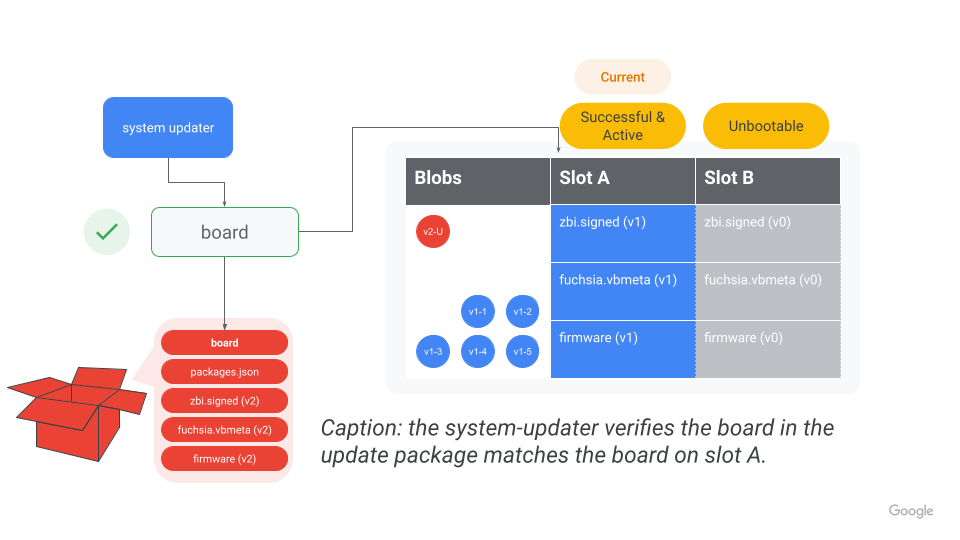 Current
system updater
Successful &
Active
Unbootable
Blobs
Slot A
Slot B
board
v2-U
zbi.signed (v1)
zbi.signed (v0)
fuchsia.vbmeta (v1)
fuchsia.vbmeta (v0)
v1-1
v1-2
firmware (v1)
firmware (v0)
v1-3
v1-4
v1-5
board
packages.json
zbi.signed (v2)
fuchsia.vbmeta (v2)
firmware (v2)
Caption: the system-updater verifies the board in the
update package matches the board on slot A.
Google